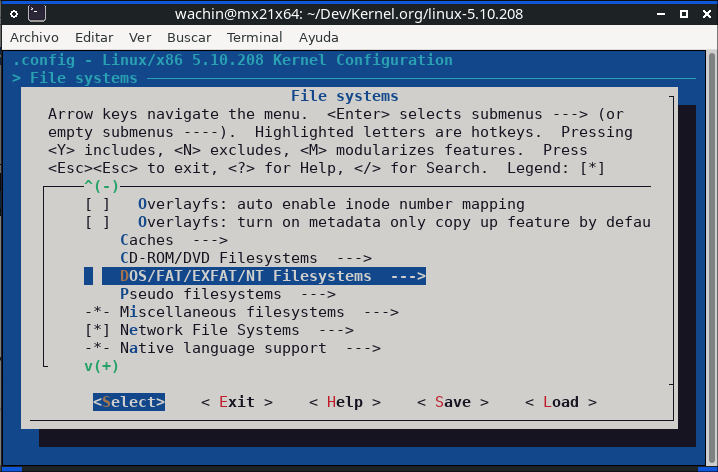 wachin@mx21x64: ~/Dev/Kernel.org/linux-5.10.208
Archivo Editar Ver Buscar Terminal Ayuda
.config - Linux/x86 5.10.208 Kernel Configuration
> File systems
File systems
Arrow keys navigate the menu.  <Enter> selects submenus ---> (or
empty submenus ----).  Highlighted letters are hotkeys.  Pressing
<Y> includes, <N> excludes, <M> modularizes features.  Press
<Esc><Esc> to exit, <?> for Help, </> for Search.  Legend: [*]
^(-)
[ ]   Overlayfs: auto enable inode number mapping
[ ]   Overlayfs: turn on metadata only copy up feature by defau
Caches  --->
CD-ROM/DVD Filesystems  --->
DOS/FAT/EXFAT/NT Filesystems  --->
Pseudo filesystems  --->
-*- Miscellaneous filesystems  --->
[*] Network File Systems  --->
-*- Native language support  --->
v(+)
<Select>    < Exit >    < Help >    < Save >    < Load >